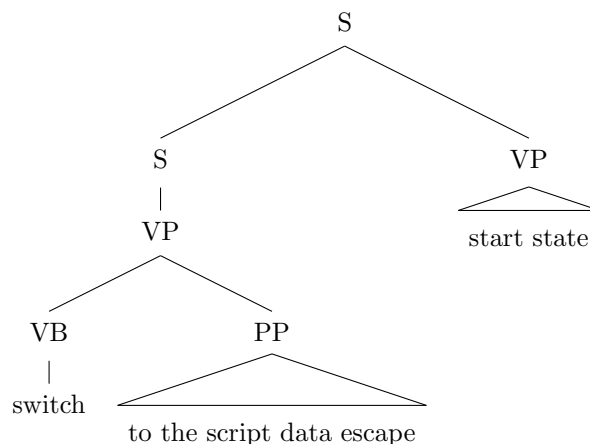 S
S VP
start state
VP
VB PP
switch
to the script data escape